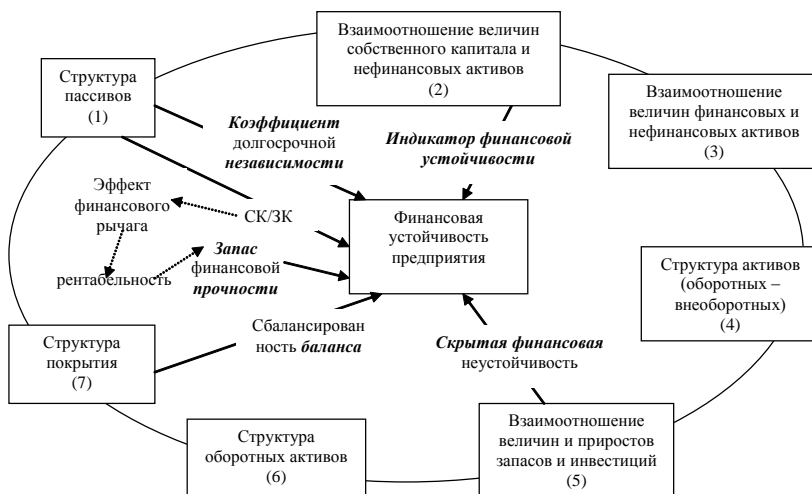 Взаимоотношение величин
собственного капитала и
нефинансовых активов
(2)
Структура
пассивов
(1)
Взаимоотношение
величин финансовых и
нефинансовых активов
(3)
Коэффициент
долгосрочной
независимости
Индикатор финансовой
устойчивости
Эффект
финансового
рычага
СК/ЗК
Финансовая
устойчивость
предприятия
Запас
финансовой
прочности
рентабельность
Структура активов
(оборотных –
внеоборотных)
(4)
Сбалансирован
ность баланса
Скрытая финансовая
неустойчивость
Структура
покрытия
(7)
Структура
оборотных активов
(6)
Взаимоотношение
величин и приростов
запасов и инвестиций
(5)